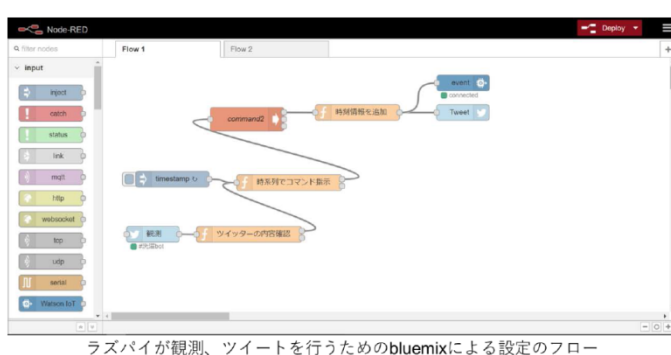 Node-RED
Deploy
filter nodes
Flow 1
Flow 2
input
inject
catch
status
link
mqtt
http
websocket
tcp
udp
serial
Watson IoT
event
connected
Tweet
command2
時刻情報を追加
timestamp ↻
時系列でコマンド指示
観測
ツイッターの内容確認
ラズパイが観測、ツイートを行うためのbluemixによる設定のフロー